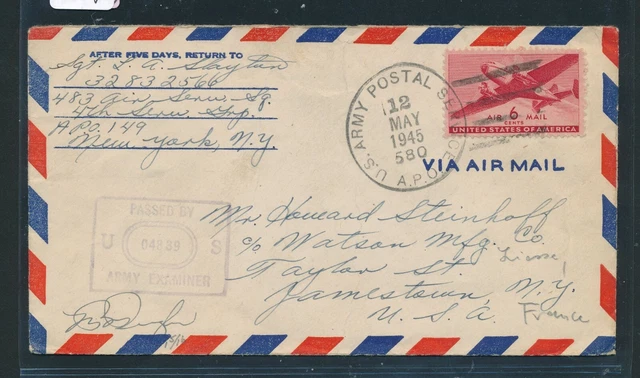 AFTER FIVE DAYS, RETURN TO
Sgt. L. A. Slayton
32832566
483 Air Serv. Sq.
4th Serv. Grp.
APO. 149
New York, N.Y.
U.S. ARMY POSTAL SERVICE
12
MAY
1945
580
A.P.O.
AIR 6 MAIL
CENTS
UNITED STATES OF AMERICA
VIA AIR MAIL
PASSED BY
U 04839 S
ARMY EXAMINER
Mr. Howard Steinhoff
c/o Watson Mfg. Co.
Taylor St.
Jamestown, N.Y.
U.S.A.
France